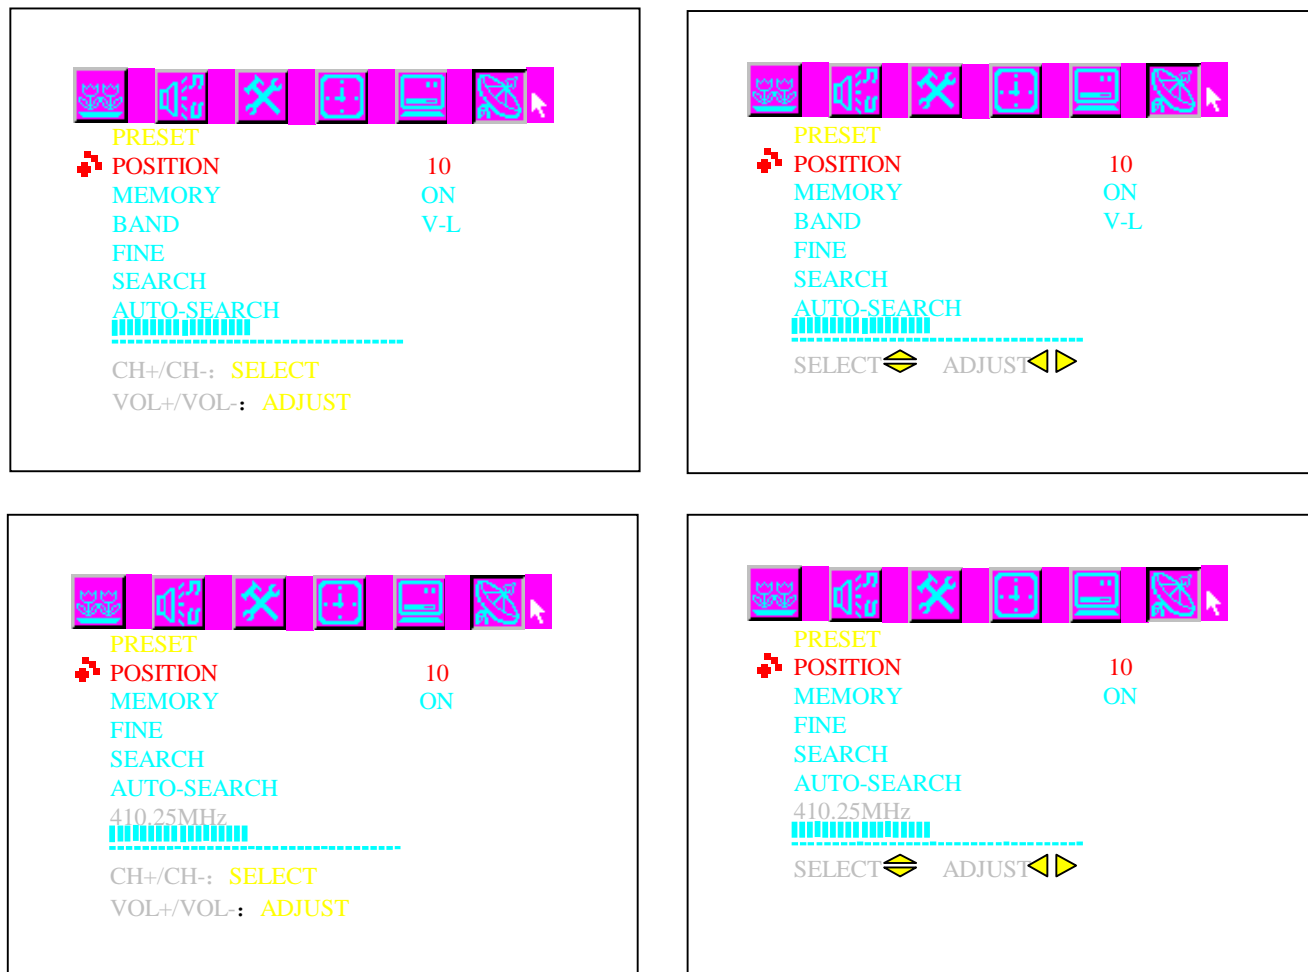 PRESET
POSITION 10
MEMORY ON
BAND V-L
FINE
SEARCH
AUTO-SEARCH
CH+/CH-: SELECT
VOL+/VOL-: ADJUST
PRESET
POSITION 10
MEMORY ON
BAND V-L
FINE
SEARCH
AUTO-SEARCH
SELECT ADJUST
PRESET
POSITION 10
MEMORY ON
FINE
SEARCH
AUTO-SEARCH
410.25MHz
CH+/CH-: SELECT
VOL+/VOL-: ADJUST
PRESET
POSITION 10
MEMORY ON
FINE
SEARCH
AUTO-SEARCH
410.25MHz
SELECT ADJUST